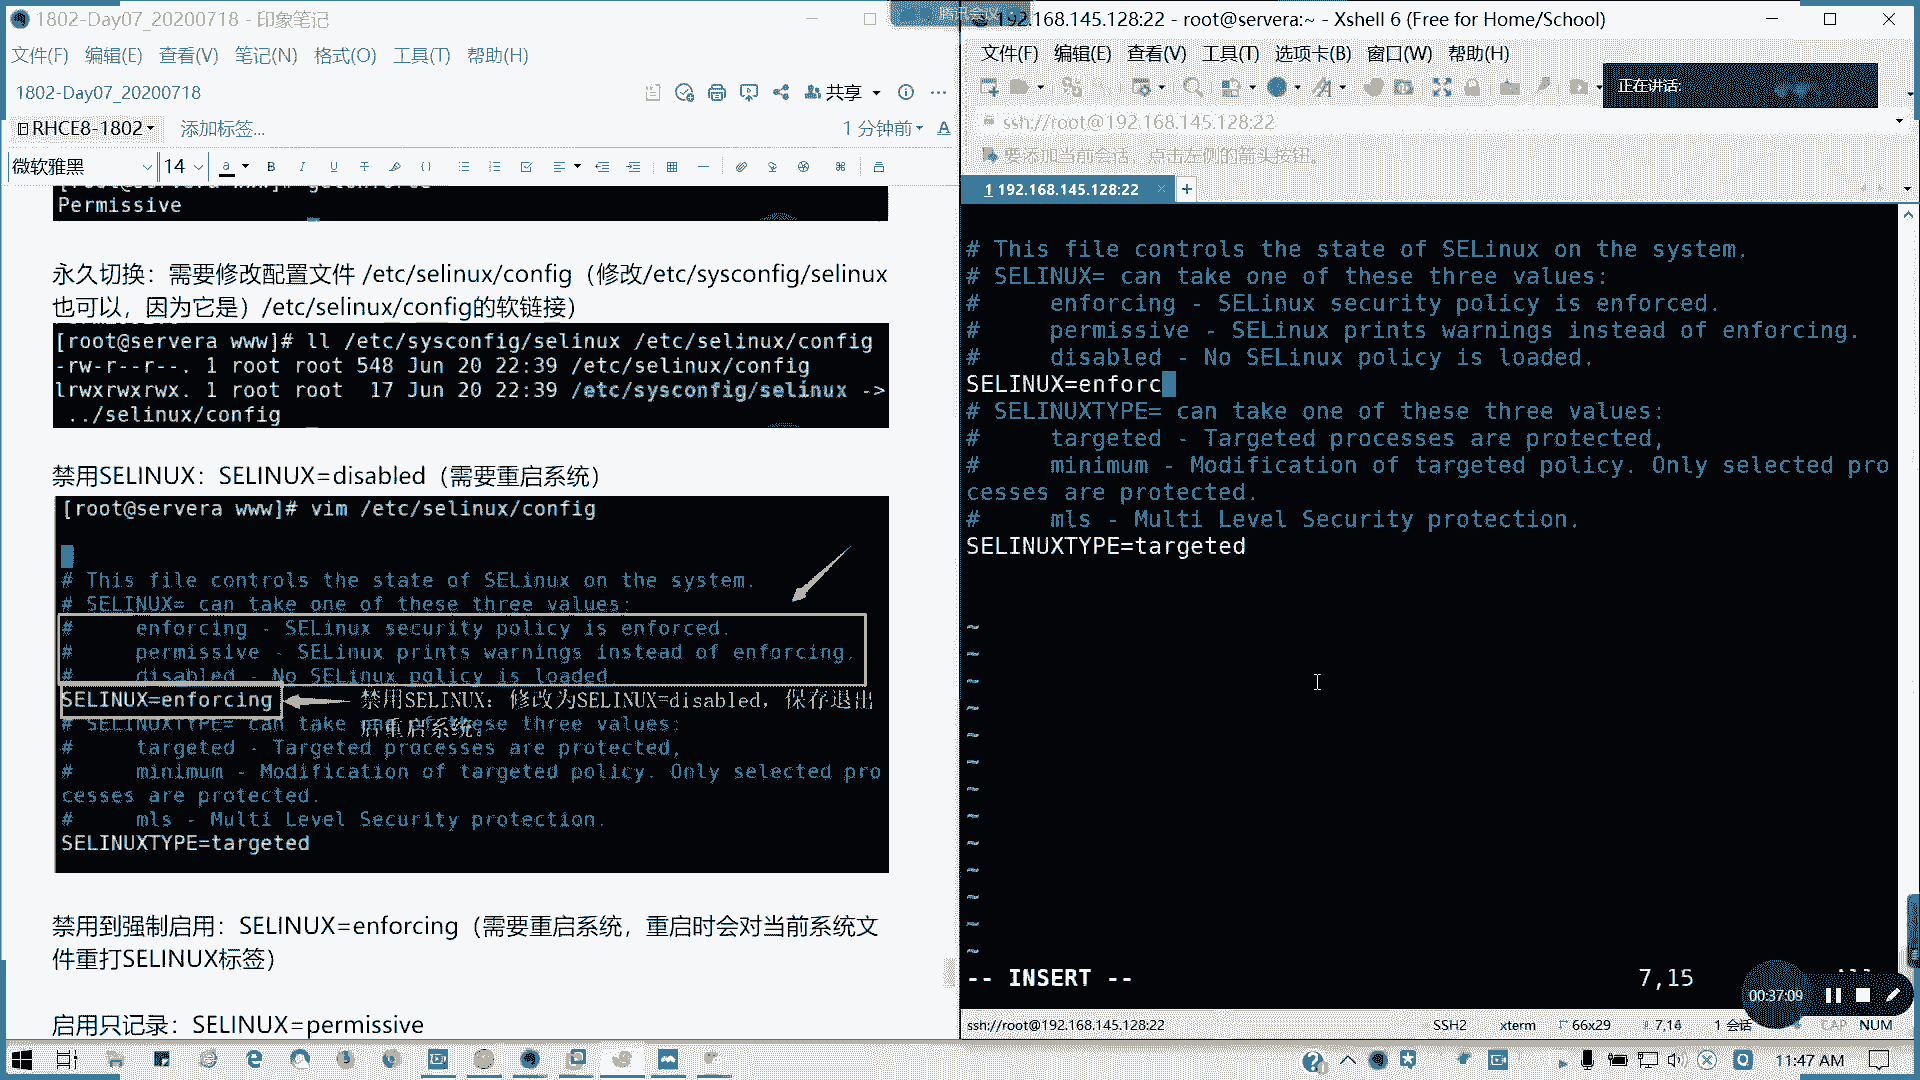 1802-Day07_20200718 - 印象笔记
文件(F) 编辑(E) 查看(V) 笔记(N) 格式(O) 工具(T) 帮助(H)
1802-Day07_20200718
共享
RHCE8-1802 添加标签...
1 分钟前
微软雅黑 14
Permissive
永久切换：需要修改配置文件 /etc/selinux/config（修改/etc/sysconfig/selinux
也可以，因为它是）/etc/selinux/config的软链接）
[root@servera www]# ll /etc/sysconfig/selinux /etc/selinux/config
-rw-r--r--. 1 root root 548 Jun 20 22:39 /etc/selinux/config
lrwxrwxrwx. 1 root root  17 Jun 20 22:39 /etc/sysconfig/selinux ->
../selinux/config
禁用SELINUX：SELINUX=disabled（需要重启系统）
[root@servera www]# vim /etc/selinux/config
# This file controls the state of SELinux on the system.
# SELINUX= can take one of these three values:
#     enforcing - SELinux security policy is enforced.
#     permissive - SELinux prints warnings instead of enforcing.
#     disabled - No SELinux policy is loaded.
SELINUX=enforcing
禁用SELINUX：修改为SELINUX=disabled，保存退出
后重启系统。
# SELINUXTYPE= can take one of these three values:
#     targeted - Targeted processes are protected,
#     minimum - Modification of targeted policy. Only selected pro
cesses are protected.
#     mls - Multi Level Security protection.
SELINUXTYPE=targeted
禁用到强制启用：SELINUX=enforcing（需要重启系统，重启时会对当前系统文
件重打SELINUX标签）
启用只记录：SELINUX=permissive
192.168.145.128:22 - root@servera:~ - Xshell 6 (Free for Home/School)
文件(F) 编辑(E) 查看(V) 工具(T) 选项卡(B) 窗口(W) 帮助(H)
正在讲话:
ssh://root@192.168.145.128:22
要添加当前会话，点击左侧的箭头按钮。
1 192.168.145.128:22
# This file controls the state of SELinux on the system.
# SELINUX= can take one of these three values:
#     enforcing - SELinux security policy is enforced.
#     permissive - SELinux prints warnings instead of enforcing.
#     disabled - No SELinux policy is loaded.
SELINUX=enforc
# SELINUXTYPE= can take one of these three values:
#     targeted - Targeted processes are protected,
#     minimum - Modification of targeted policy. Only selected pro
cesses are protected.
#     mls - Multi Level Security protection.
SELINUXTYPE=targeted
~
~
~
~
~
~
~
~
~
~
~
~
~
-- INSERT -- 7,15 All
00:37:09
ssh://root@192.168.145.128:22 SSH2 xterm 66x29 7,14 1 会话 CAP NUM
11:47 AM